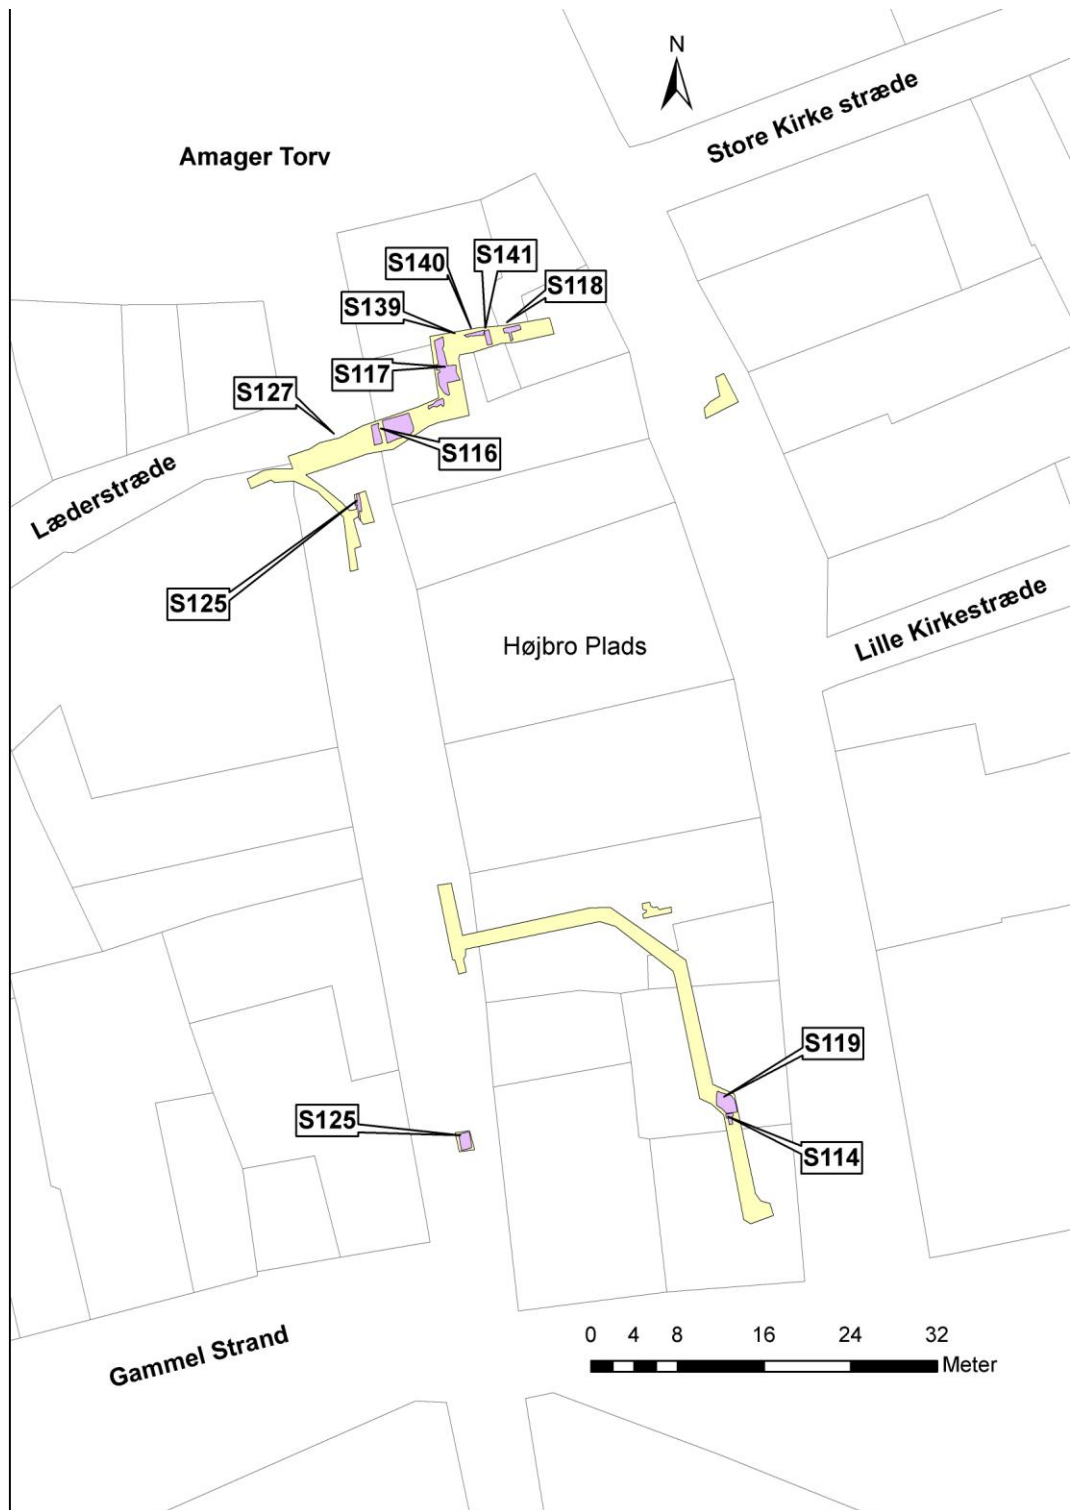 N
Store Kirke stræde
Amager Torv
S141
S140
S118
S139
S117
S127
S116
Læderstræde
S125
Lille Kirkestræde
Højbro Plads
S119
S125
S114
0 4 8 16 24 32
Meter
Gammel Strand